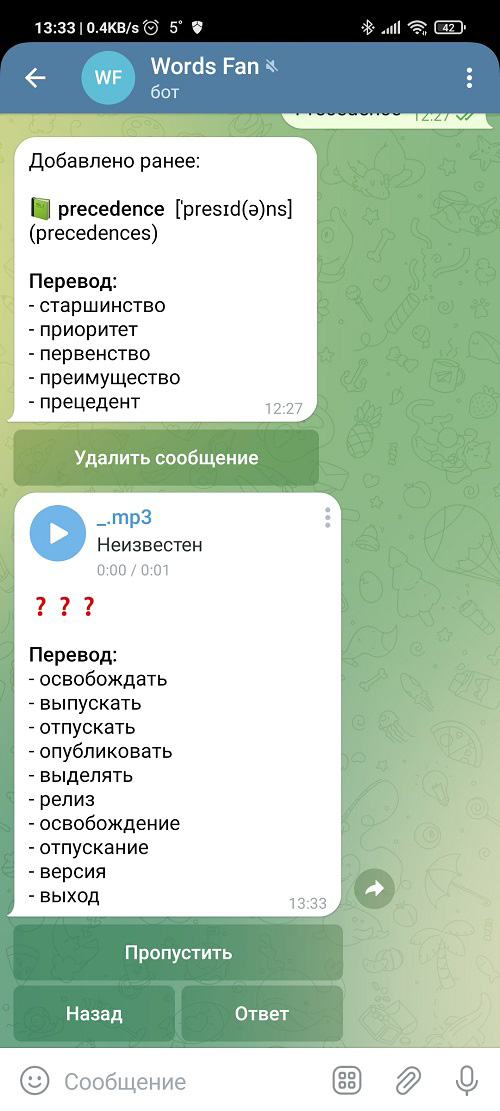 13:33 | 0.4KB/s 5° 42
WF Words Fan
бот
Precedence 12:27
Добавлено ранее:
precedence ['presɪd(ə)ns]
(precedences)
Перевод:
- старшинство
- приоритет
- первенство
- преимущество
- прецедент
12:27
Удалить сообщение
_.mp3
Неизвестен
0:00 / 0:01
❓ ❓ ❓
Перевод:
- освобождать
- выпускать
- отпускать
- опубликовать
- выделять
- релиз
- освобождение
- отпускание
- версия
- выход
13:33
Пропустить
Назад Ответ
Сообщение